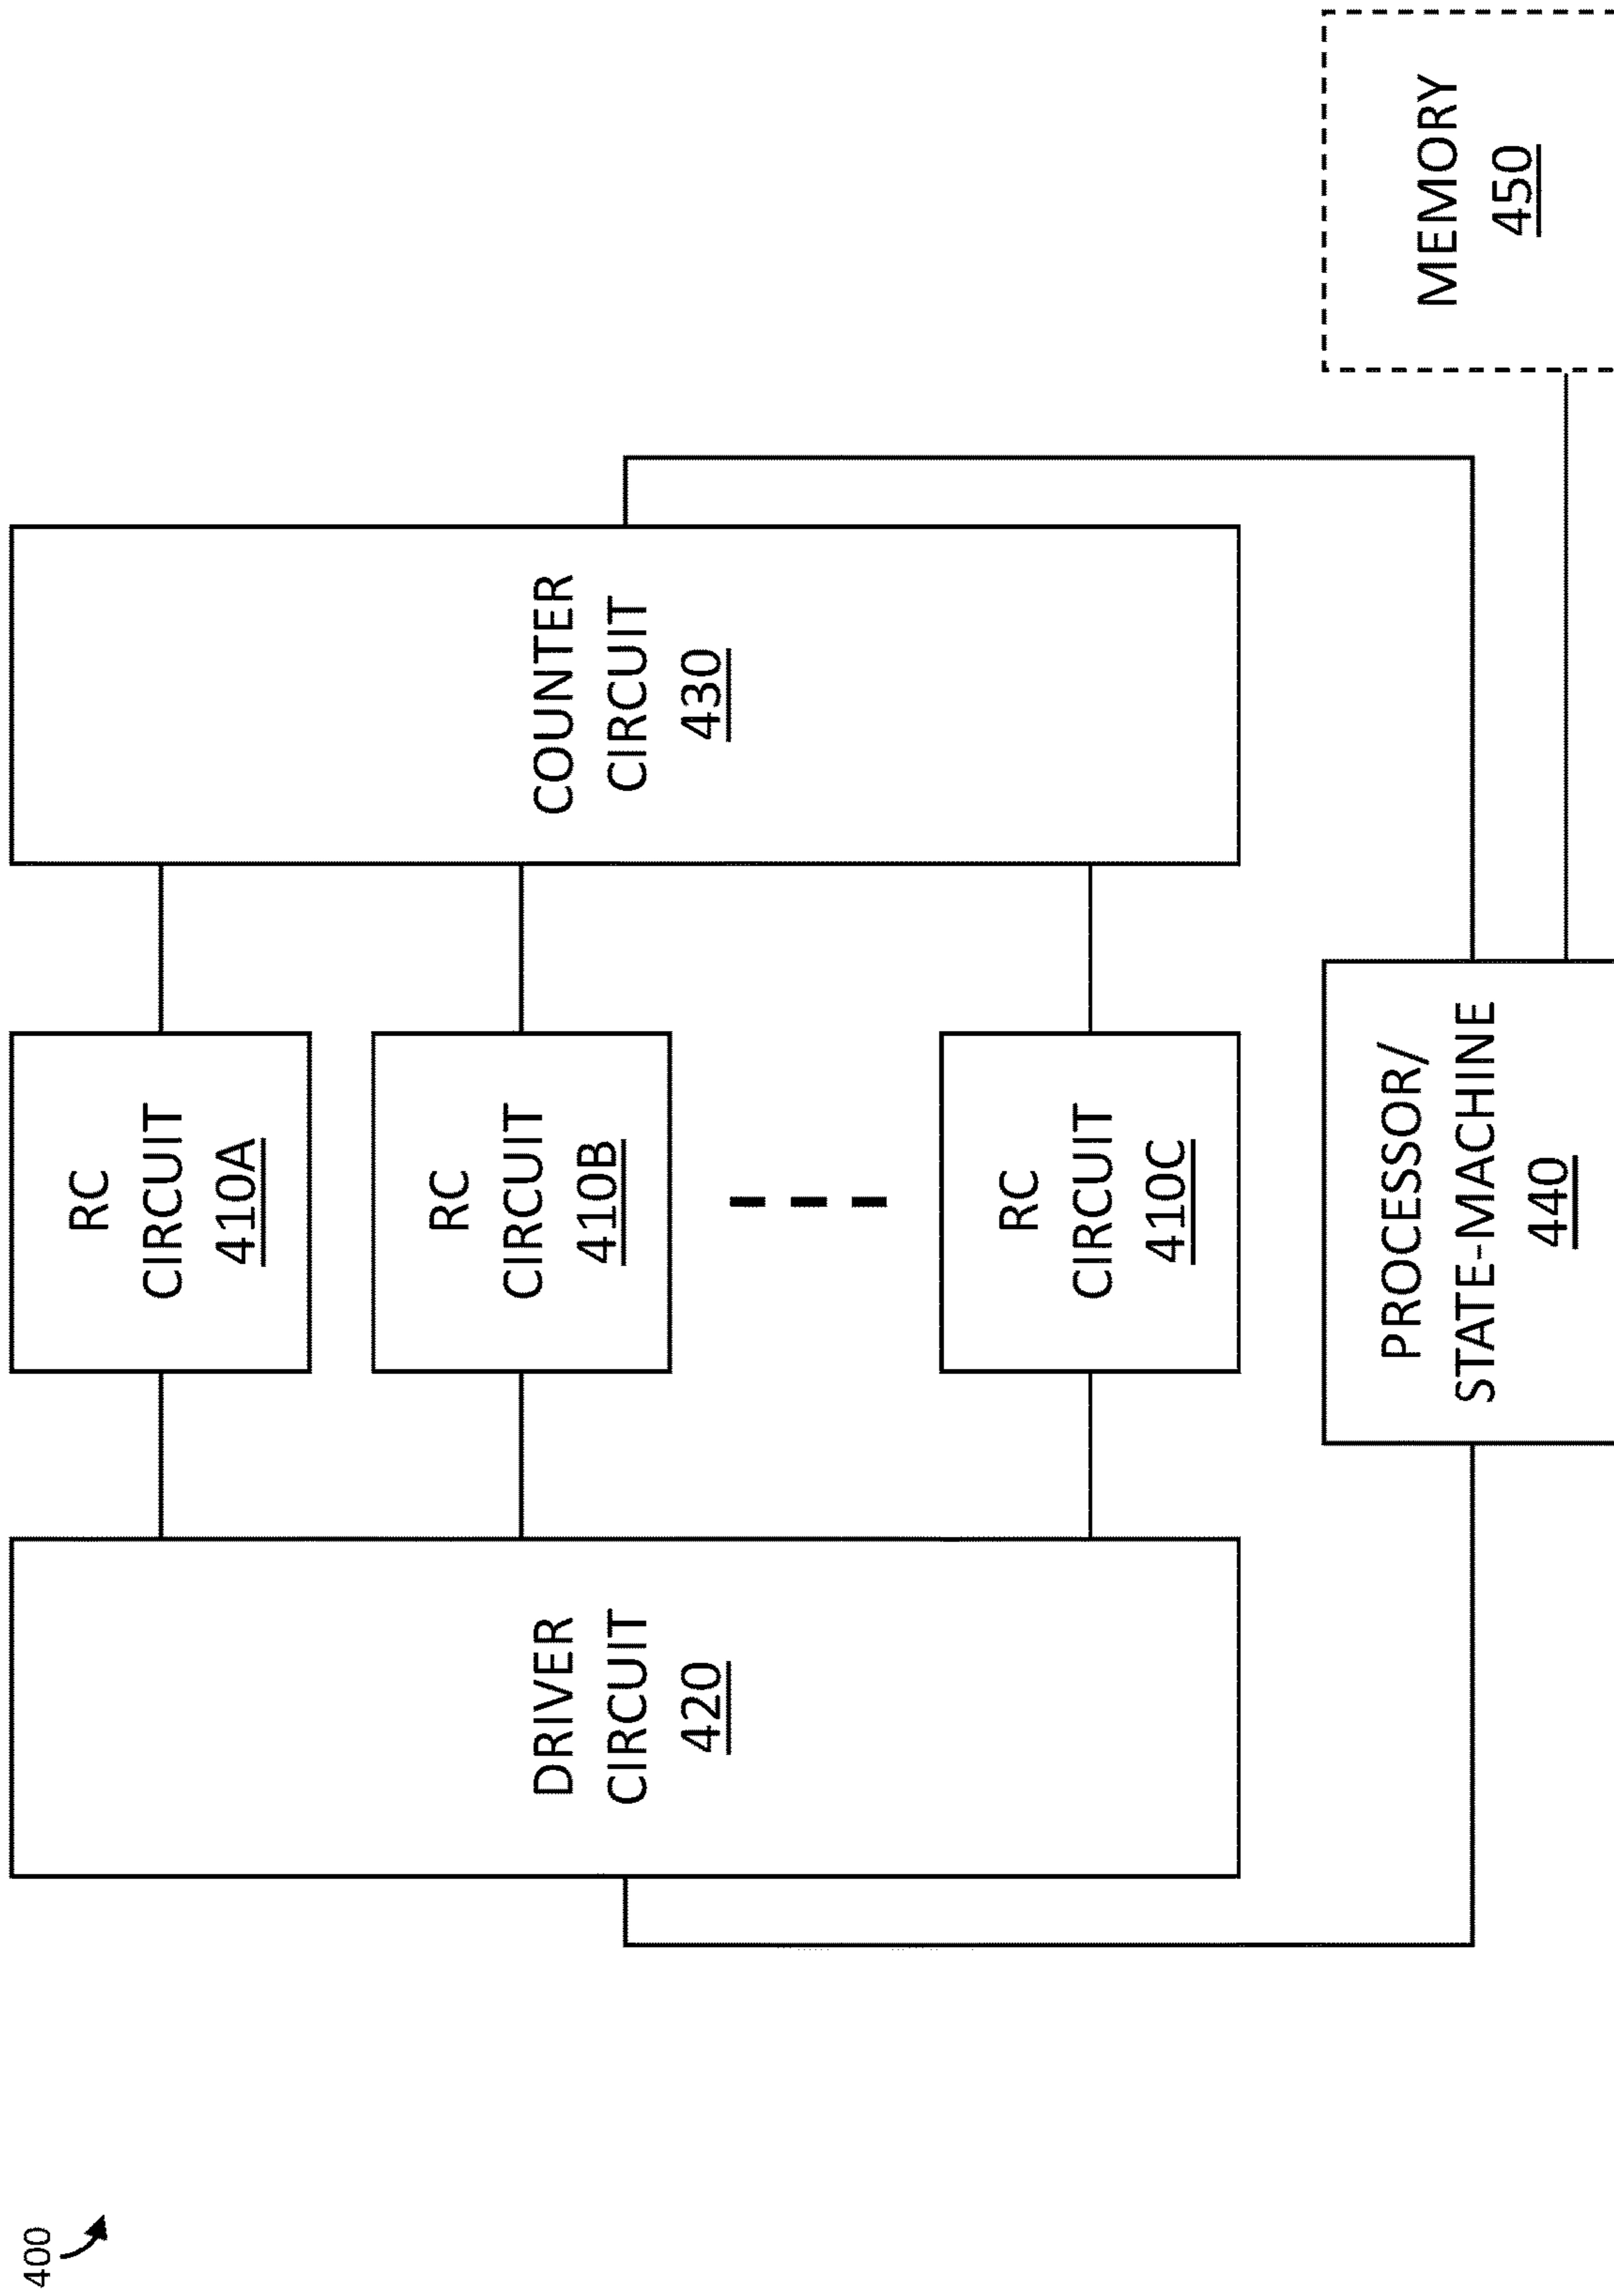 400
DRIVER
CIRCUIT
420
RC
CIRCUIT
410A
RC
CIRCUIT
410B
RC
CIRCUIT
410C
COUNTER
CIRCUIT
430
PROCESSOR/
STATE-MACHINE
440
MEMORY
450